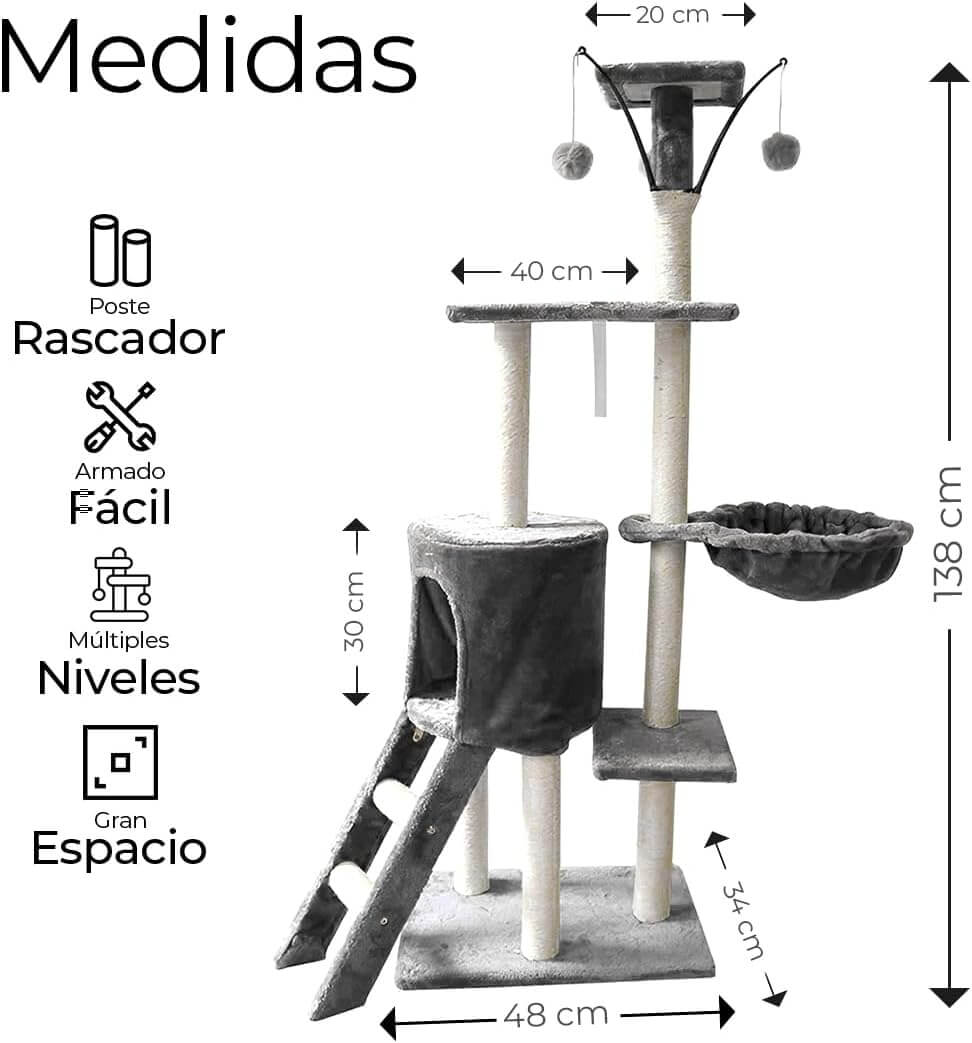 Medidas
20 cm
40 cm
Poste
Rascador
Armado
Fácil
Múltiples
Niveles
Gran
Espacio
30 cm
138 cm
34 cm
48 cm